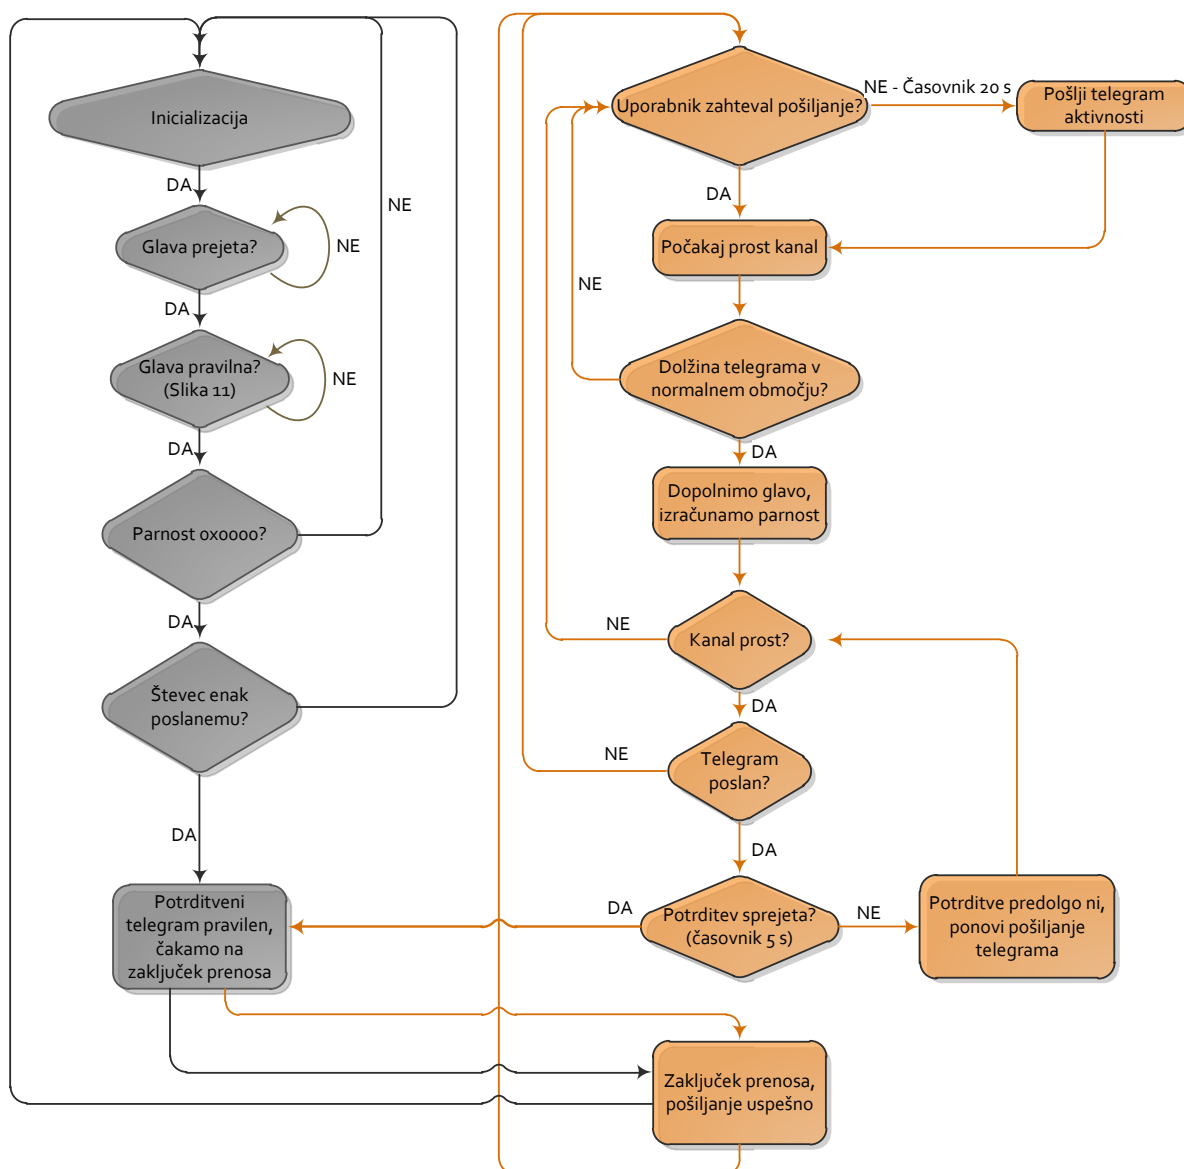 Inicializacija
DA
NE
Glava prejeta?
NE
DA
Glava pravilna?
(Slika 11)
NE
DA
Parnost 0x0000?
DA
Števec enak
poslanemu?
DA
Potrditveni
telegram pravilen,
čakamo na
zaključek prenosa
Uporabnik zahteval pošiljanje?
NE - Časovnik 20 s
Pošlji telegram
aktivnosti
DA
Počakaj prost kanal
NE
Dolžina telegrama v
normalnem območju?
DA
Dopolnimo glavo,
izračunamo parnost
Kanal prost?
NE
DA
Telegram
poslan?
NE
DA
Potrditev sprejeta?
(časovnik 5 s)
DA
NE
Potrditve predolgo ni,
ponovi pošiljanje
telegrama
Zaključek prenosa,
pošiljanje uspešno